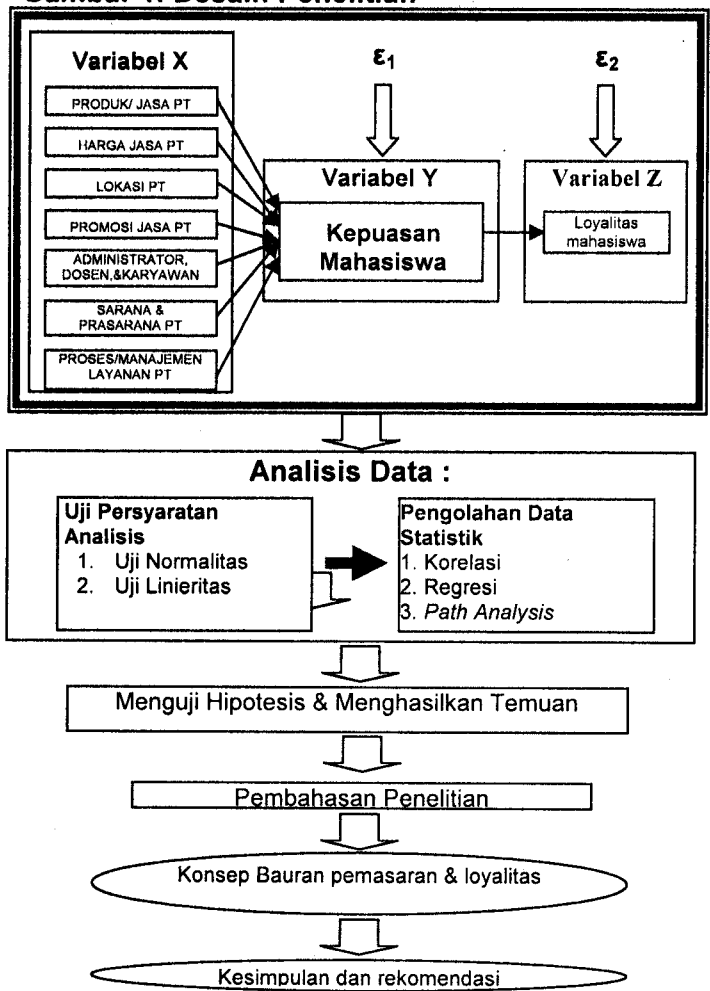 Gambar 1. Desain Penelitian
Variabel X
PRODUK/ JASA PT
HARGA JASA PT
LOKASI PT
PROMOSI JASA PT
ADMINISTRATOR,
DOSEN,&KARYAWAN
SARANA &
PRASARANA PT
PROSES/MANAJEMEN
LAYANAN PT
ε1
Variabel Y
Kepuasan
Mahasiswa
ε2
Variabel Z
Loyalitas
mahasiswa
Analisis Data :
Uji Persyaratan
Analisis
1. Uji Normalitas
2. Uji Linieritas
Pengolahan Data
Statistik
1. Korelasi
2. Regresi
3. Path Analysis
Menguji Hipotesis & Menghasilkan Temuan
Pembahasan Penelitian
Konsep Bauran pemasaran & loyalitas
Kesimpulan dan rekomendasi